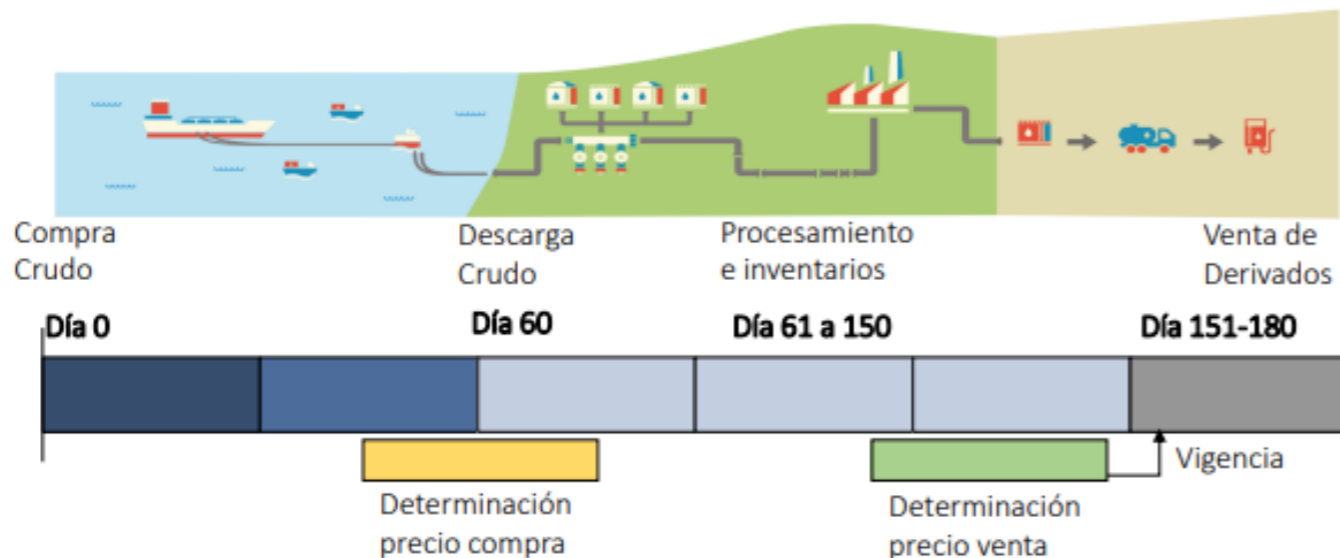 Compra
Crudo
Descarga
Crudo
Procesamiento
e inventarios
Venta de
Derivados
Día 0
Día 60
Día 61 a 150
Día 151-180
Vigencia
Determinación
precio compra
Determinación
precio venta